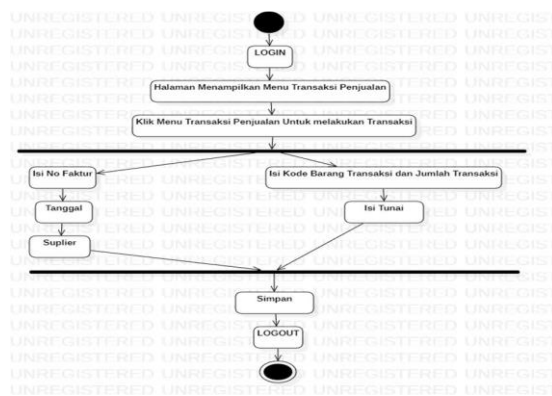 LOGIN
Halaman Menampilkan Menu Transaksi Penjualan
Klik Menu Transaksi Penjualan Untuk melakukan Transaksi
Isi No Faktur
Isi Kode Barang Transaksi dan Jumlah Transaksi
Tanggal
Isi Tunai
Suplier
Simpan
LOGOUT